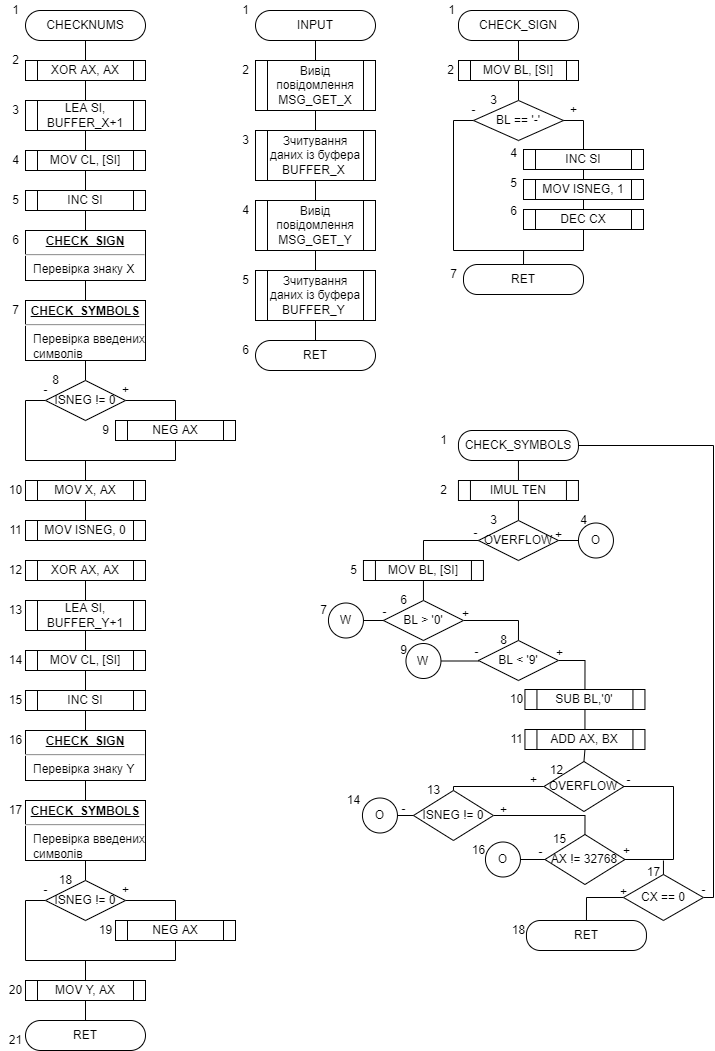 1
CHECKNUMS
2
XOR AX, AX
3
LEA SI,
BUFFER_X+1
4
MOV CL, [SI]
5
INC SI
6
CHECK_SIGN
Перевірка знаку X
7
CHECK_SYMBOLS
Перевірка введених
символів
8
-
ISNEG != 0
+
9
NEG AX
10
MOV X, AX
11
MOV ISNEG, 0
12
XOR AX, AX
13
LEA SI,
BUFFER_Y+1
14
MOV CL, [SI]
15
INC SI
16
CHECK_SIGN
Перевірка знаку Y
17
CHECK_SYMBOLS
Перевірка введених
символів
18
-
ISNEG != 0
+
19
NEG AX
20
MOV Y, AX
21
RET
1
INPUT
2
Вивід
повідомлення
MSG_GET_X
3
Зчитування
даних із буфера
BUFFER_X
4
Вивід
повідомлення
MSG_GET_Y
5
Зчитування
даних із буфера
BUFFER_Y
6
RET
1
CHECK_SIGN
2
MOV BL, [SI]
3
-
BL == '-'
+
4
INC SI
5
MOV ISNEG, 1
6
DEC CX
7
RET
1
CHECK_SYMBOLS
2
IMUL TEN
3
-
OVERFLOW
+
4
O
5
MOV BL, [SI]
6
-
BL > '0'
+
7
W
8
-
BL < '9'
+
9
W
10
SUB BL,'0'
11
ADD AX, BX
12
+
OVERFLOW
-
13
-
ISNEG != 0
+
14
O
15
-
AX != 32768
+
16
O
17
+
CX == 0
-
18
RET